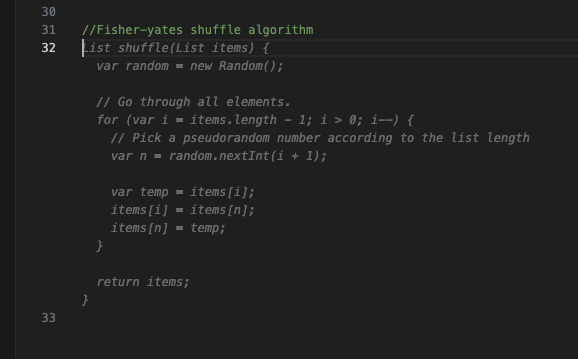 30
31 //Fisher-yates shuffle algorithm
32 List shuffle(List items) {
var random = new Random();
// Go through all elements.
for (var i = items.length - 1; i > 0; i--) {
// Pick a pseudorandom number according to the list length
var n = random.nextInt(i + 1);
var temp = items[i];
items[i] = items[n];
items[n] = temp;
}
return items;
}
33